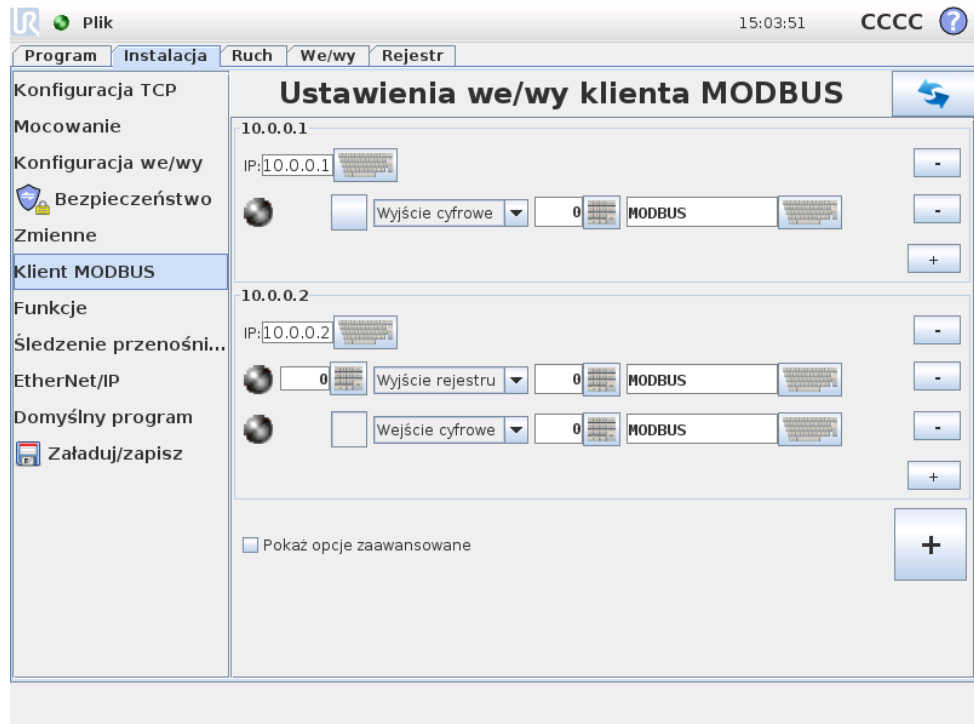 UR Plik 15:03:51 CCCC ?
Program Instalacja Ruch We/wy Rejestr
Konfiguracja TCP
Mocowanie
Konfiguracja we/wy
Bezpieczeństwo
Zmienne
Klient MODBUS
Funkcje
Śledzenie przenośni...
EtherNet/IP
Domyślny program
Załaduj/zapisz
Ustawienia we/wy klienta MODBUS
10.0.0.1
IP: 10.0.0.1 -
Wyjście cyfrowe 0 MODBUS -
+
10.0.0.2
IP: 10.0.0.2 -
0 Wyjście rejestru 0 MODBUS -
Wejście cyfrowe 0 MODBUS -
+
Pokaż opcje zaawansowane +